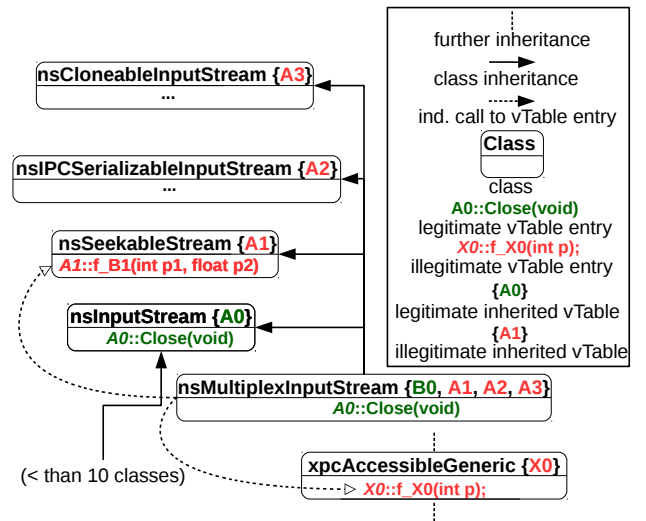 nsCloneableInputStream {A3}
...
nsIPCSerializableInputStream {A2}
...
nsSeekableStream {A1}
A1::f_B1(int p1, float p2)
nsInputStream {A0}
A0::Close(void)
nsMultiplexInputStream {B0, A1, A2, A3}
A0::Close(void)
(< than 10 classes)
xpcAccessibleGeneric {X0}
X0::f_X0(int p);
further inheritance
class inheritance
ind. call to vTable entry
Class
class
A0::Close(void)
legitimate vTable entry
X0::f_X0(int p);
illegitimate vTable entry
{A0}
legitimate inherited vTable
{A1}
illegitimate inherited vTable